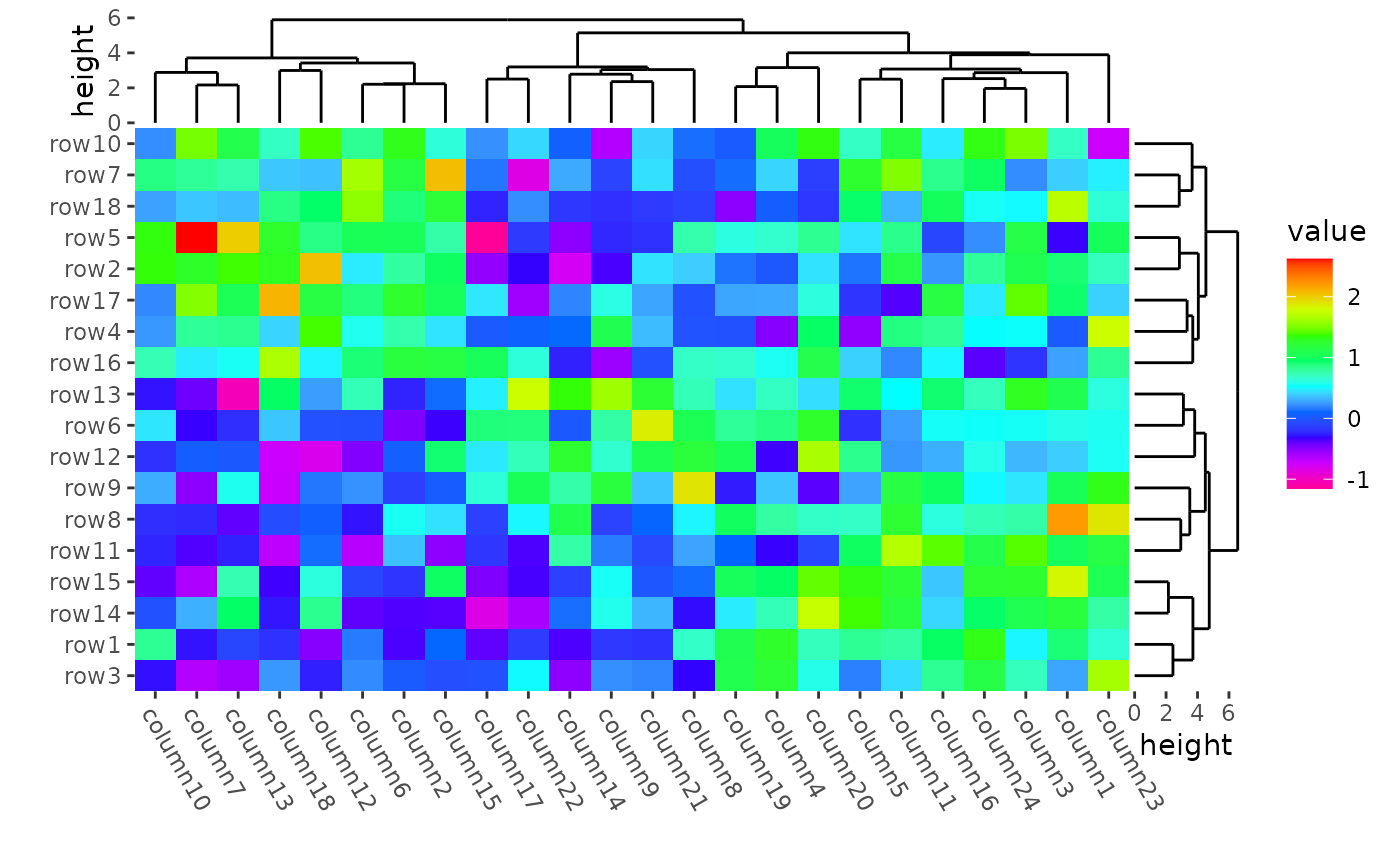 6
4
2
0
height
row10
row7
row18
row5
row2
row17
row4
row16
row13
row6
row12
row9
row8
row11
row15
row14
row1
row3
column10
column7
column13
column18
column12
column6
column2
column15
column17
column22
column14
column9
column21
column8
column19
column4
column20
column5
column11
column16
column24
column3
column1
column23
0 2 4 6
height
value
2
1
0
-1